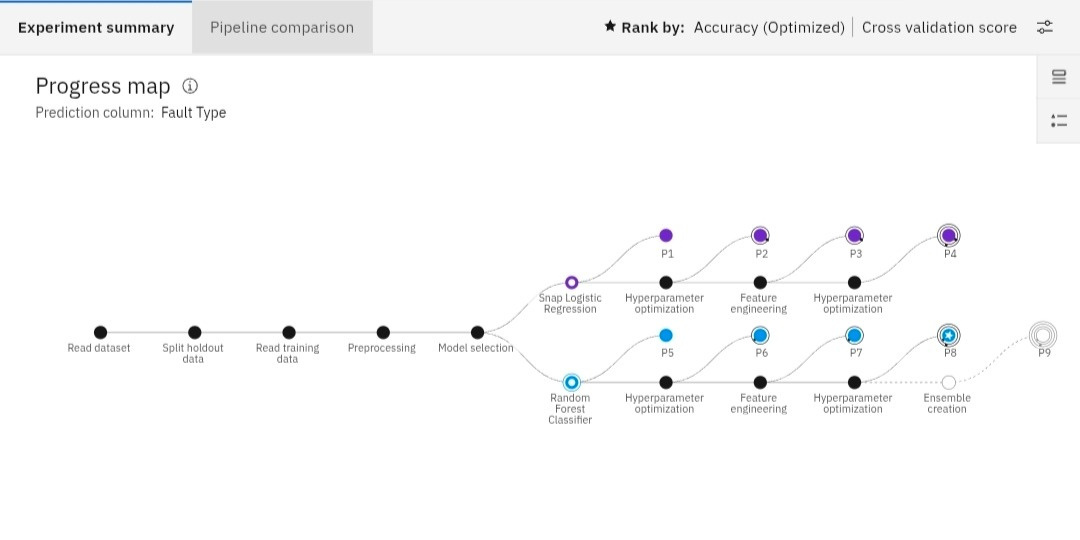 Experiment summary
Pipeline comparison
Rank by: Accuracy (Optimized) Cross validation score
Progress map
Prediction column: Fault Type
P1
P2
P3
P4
Snap Logistic
Regression
Hyperparameter
optimization
Feature
engineering
Hyperparameter
optimization
Read dataset
Split holdout
data
Read training
data
Preprocessing
Model selection
P5
P6
P7
P8
P9
Random
Forest
Classifier
Hyperparameter
optimization
Feature
engineering
Hyperparameter
optimization
Ensemble
creation